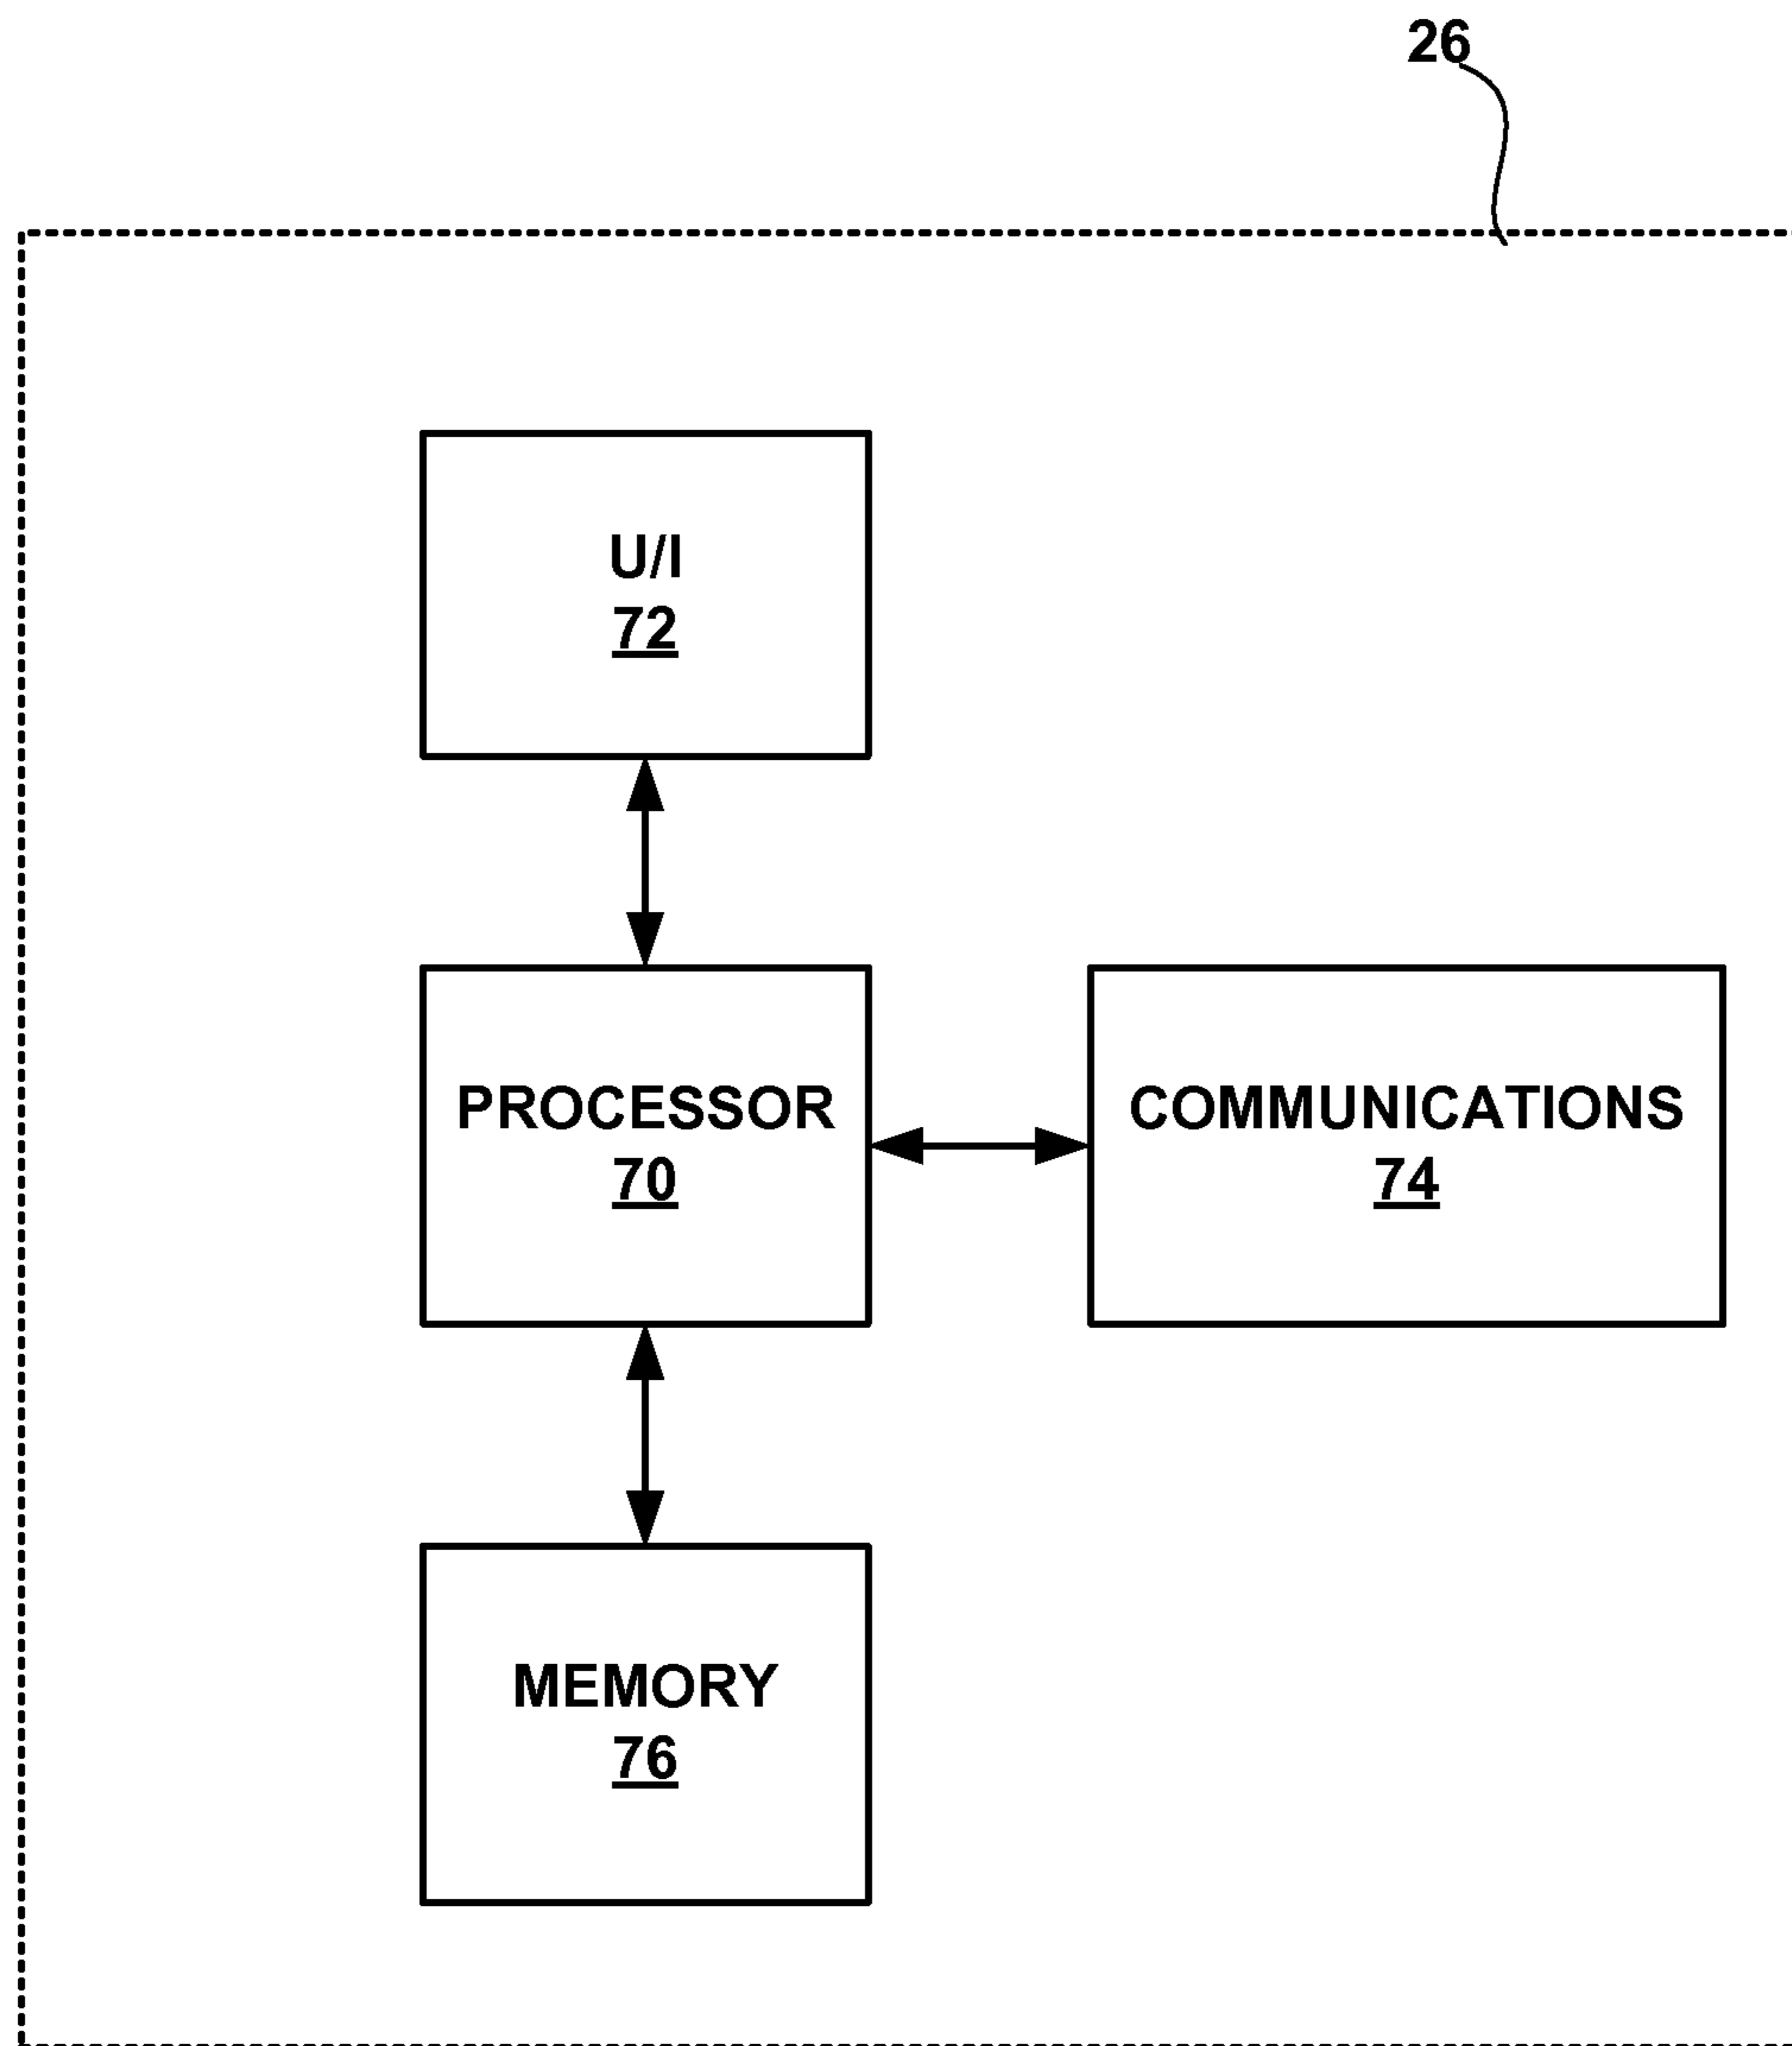 26
U/I
72
PROCESSOR
70
COMMUNICATIONS
74
MEMORY
76